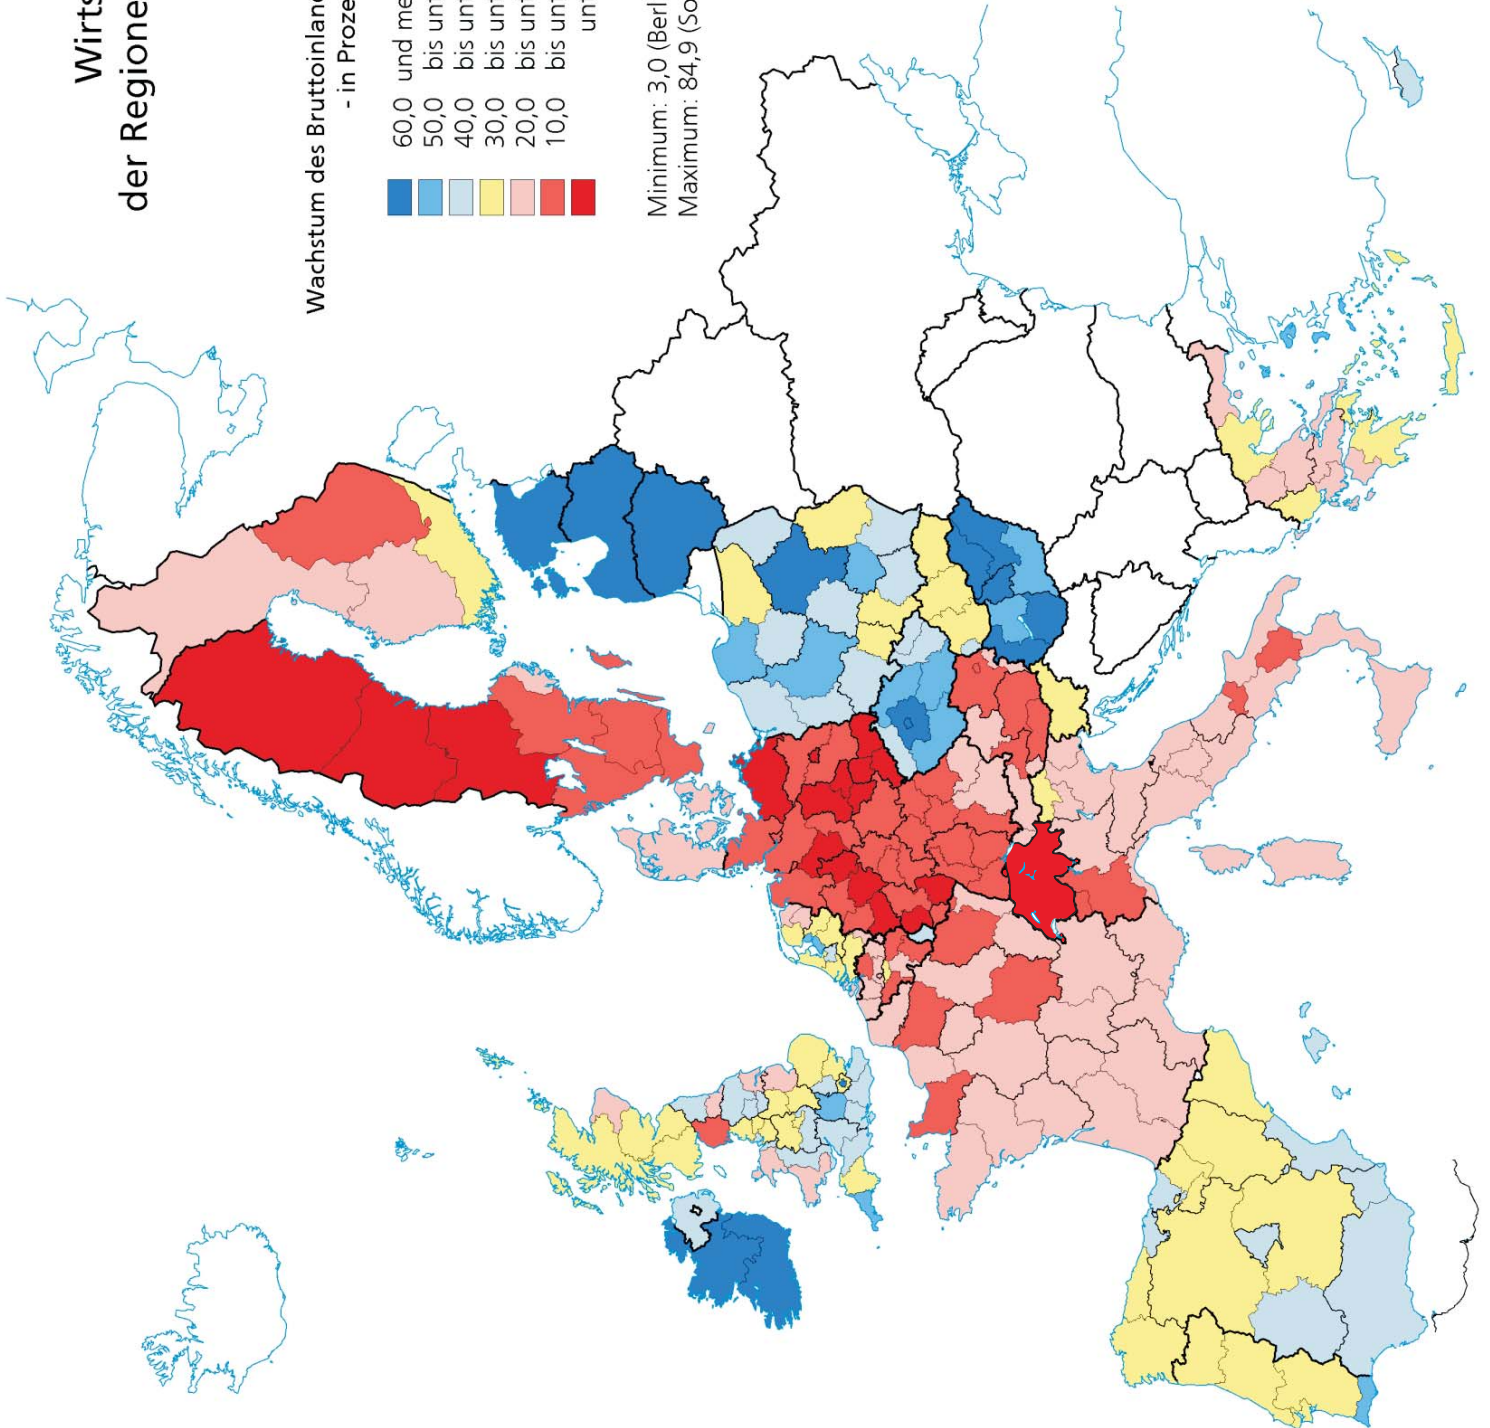 Wirts
der Regione
Wachstum des Bruttoinlan
- in Proze
60,0 und me
50,0 bis un
40,0 bis un
30,0 bis un
20,0 bis un
10,0 bis un
un
Minimum: 3,0 (Berl
Maximum: 84,9 (So